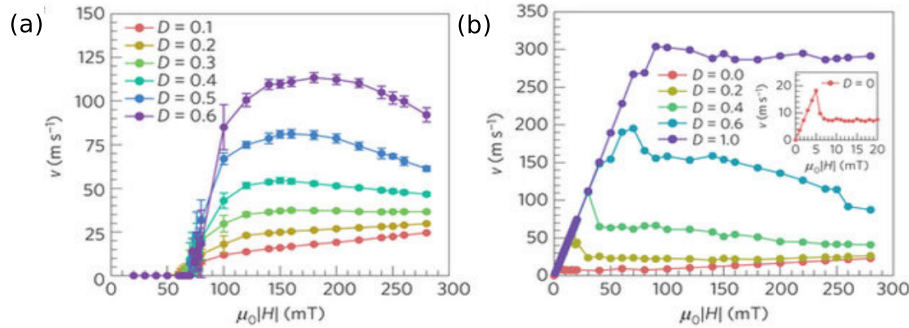 (a)
150
125
100
75
50
25
0
v (m s⁻¹)
D = 0.1
D = 0.2
D = 0.3
D = 0.4
D = 0.5
D = 0.6
0 50 100 150 200 250 300
μ₀|H| (mT)
(b)
350
300
250
200
150
100
50
0
v (m s⁻¹)
D = 0.0
D = 0.2
D = 0.4
D = 0.6
D = 1.0
20
10
0
v (m s⁻¹)
D = 0
0 5 10 15 20
μ₀|H| (mT)
0 50 100 150 200 250 300
μ₀|H| (mT)